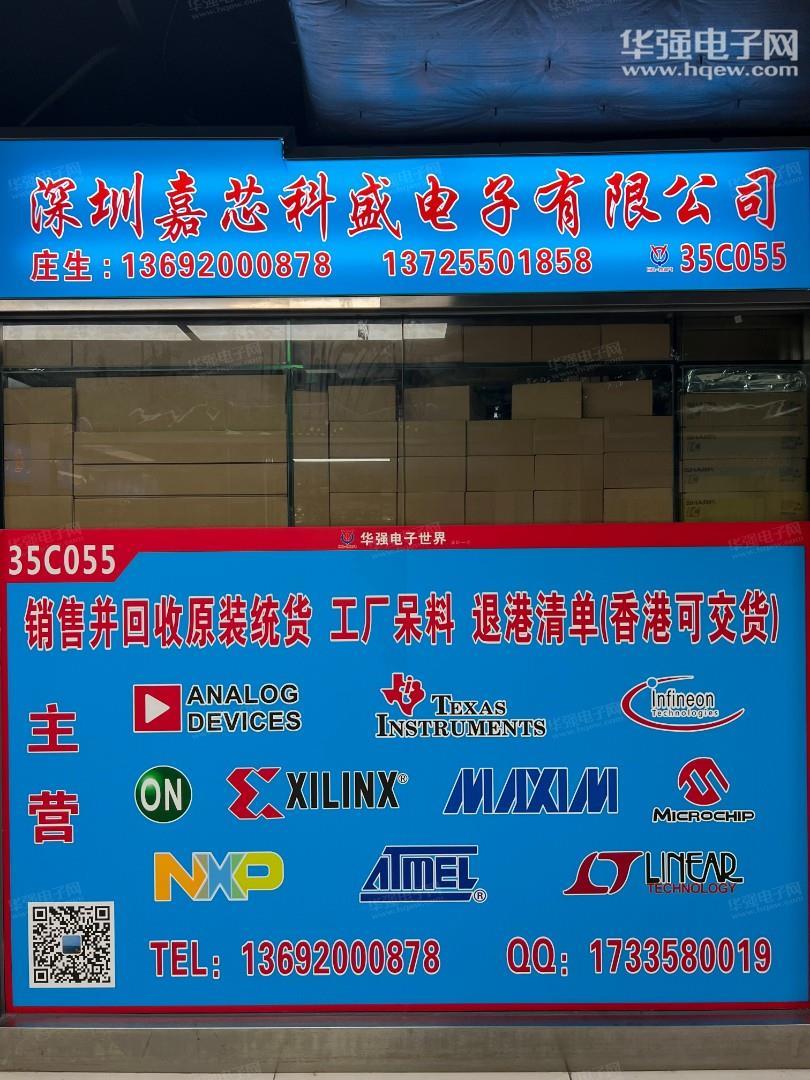 华强电子网
www.hqew.com
深圳嘉芯科盛电子有限公司
庄生：13692000878 13725501858 35C055
华强电子世界
35C055
销售并回收原装统货 工厂呆料 退港清单(香港可交货)
主营
ANALOG DEVICES
TEXAS INSTRUMENTS
Infineon Technologies
ON
XILINX®
MAXIM
MICROCHIP
NXP
ATMEL®
LINEAR TECHNOLOGY
TEL：13692000878 QQ：1733580019